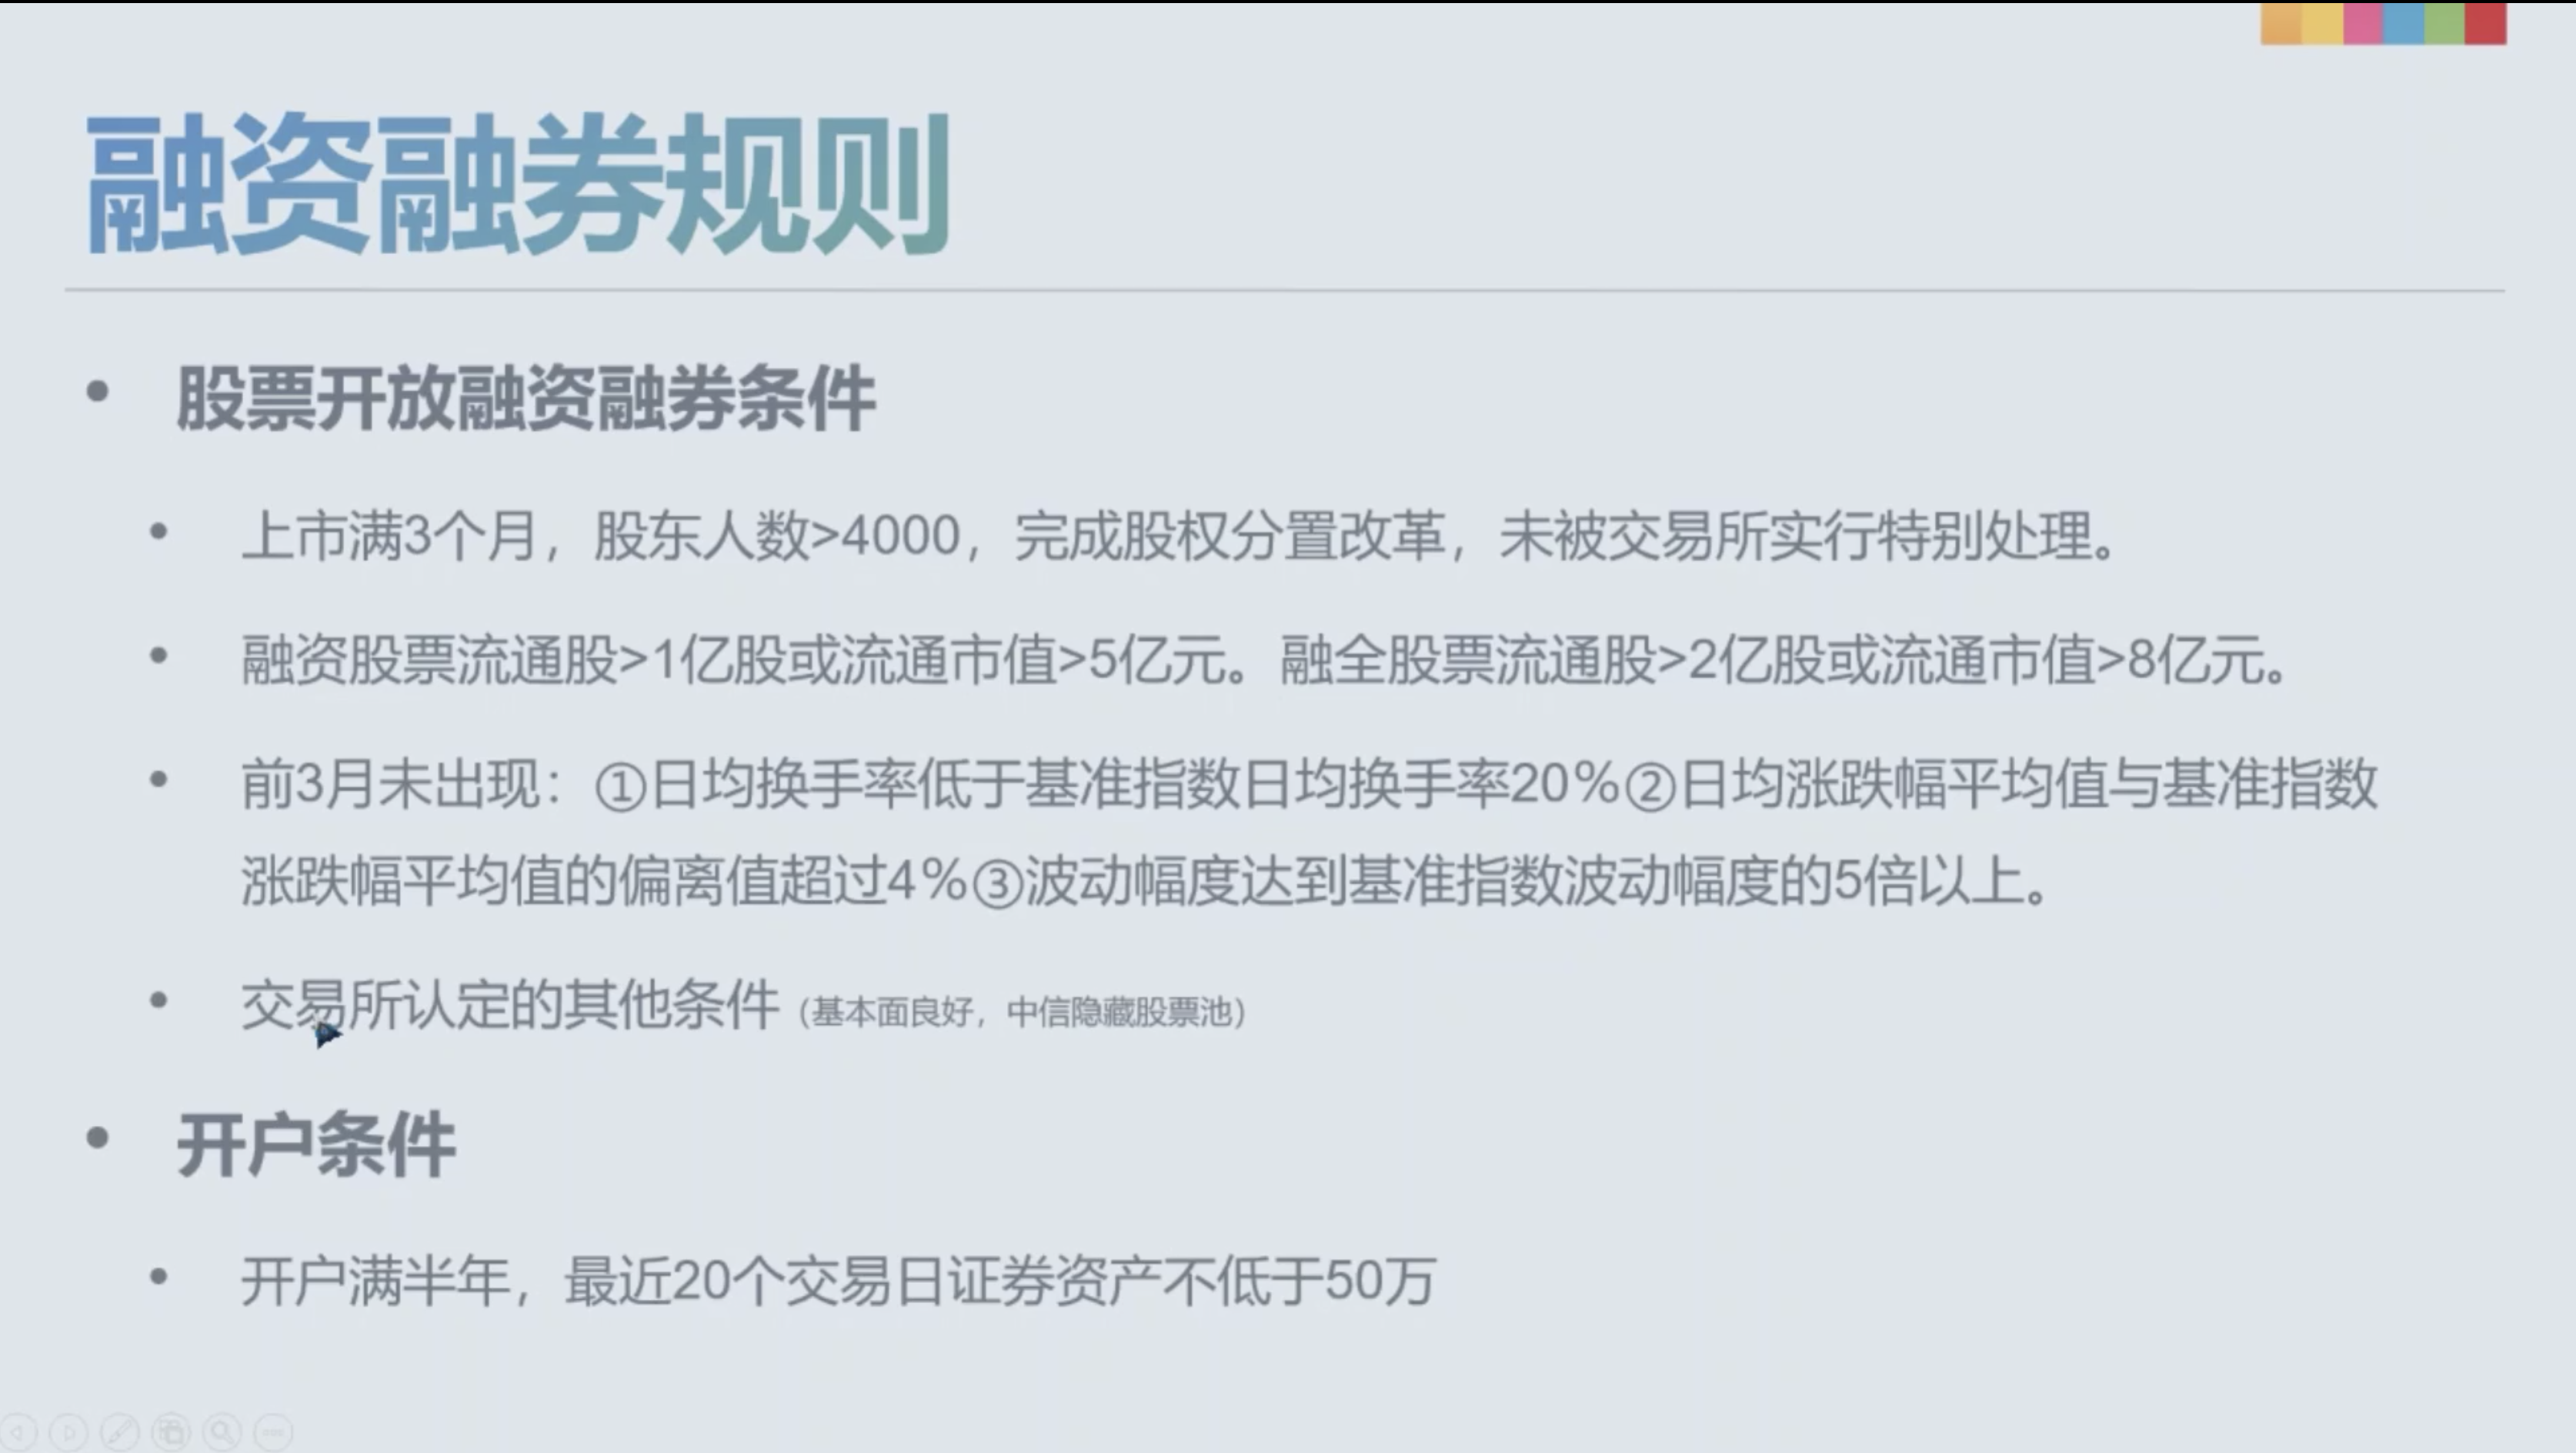 融资融券规则
• 股票开放融资融券条件
• 上市满3个月，股东人数>4000，完成股权分置改革，未被交易所实行特别处理。
• 融资股票流通股>1亿股或流通市值>5亿元。融全股票流通股>2亿股或流通市值>8亿元。
• 前3月未出现：①日均换手率低于基准指数日均换手率20%②日均涨跌幅平均值与基准指数
涨跌幅平均值的偏离值超过4%③波动幅度达到基准指数波动幅度的5倍以上。
• 交易所认定的其他条件（基本面良好，中信隐藏股票池）
• 开户条件
• 开户满半年，最近20个交易日证券资产不低于50万